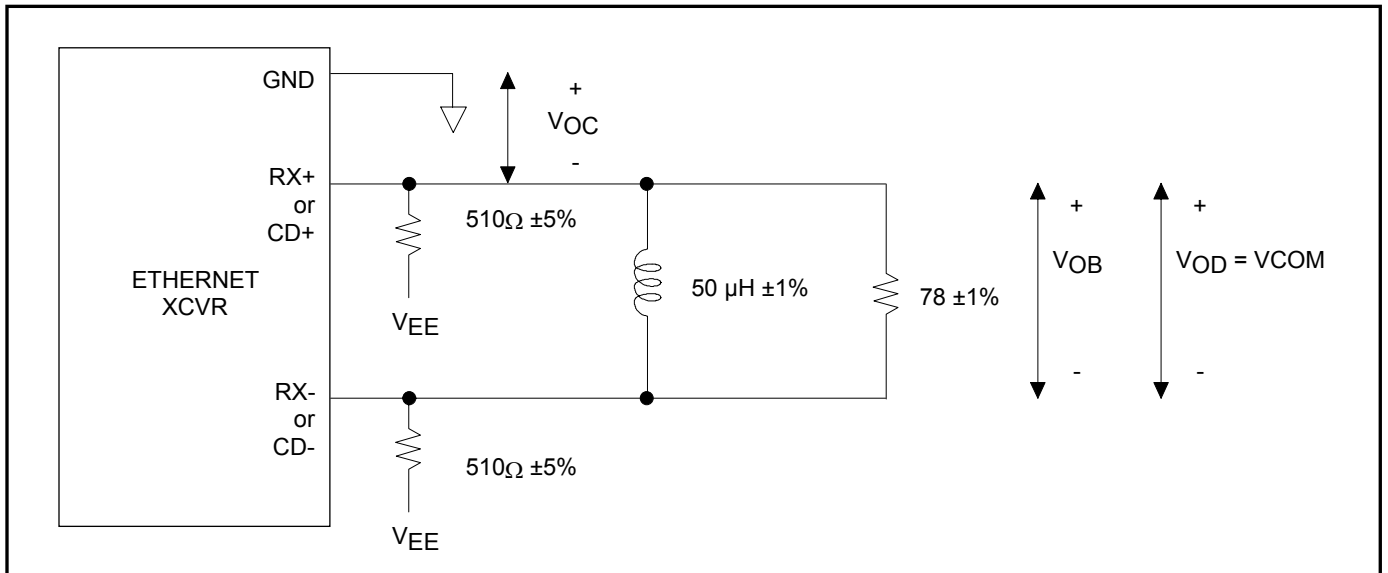 GND
+
VOC
-
RX+
or
CD+
510Ω ±5%
ETHERNET
XCVR
VEE
50 µH ±1%
78 ±1%
+
VOB
-
+
VOD = VCOM
-
RX-
or
CD-
510Ω ±5%
VEE